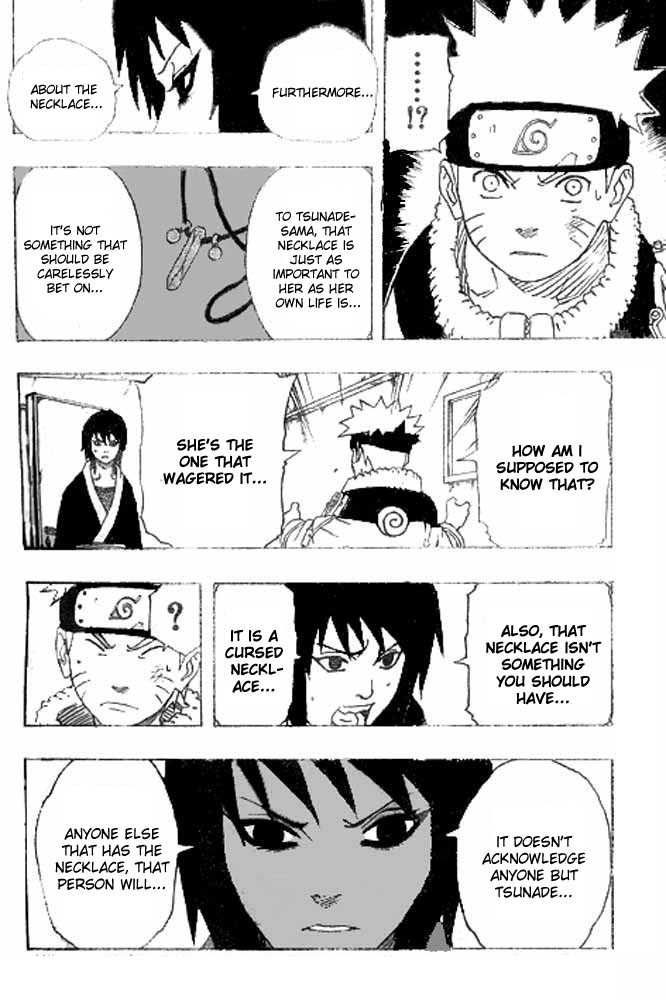 .......!?
FURTHERMORE...
ABOUT THE
NECKLACE...
TO TSUNADE-
SAMA, THAT
NECKLACE IS
JUST AS
IMPORTANT TO
HER AS HER
OWN LIFE IS...
IT'S NOT
SOMETHING THAT
SHOULD BE
CARELESSLY
BET ON...
HOW AM I
SUPPOSED TO
KNOW THAT?
SHE'S THE
ONE THAT
WAGERED IT...
ALSO, THAT
NECKLACE ISN'T
SOMETHING
YOU SHOULD
HAVE...
IT IS A
CURSED
NECKL-
ACE...
?
IT DOESN'T
ACKNOWLEDGE
ANYONE BUT
TSUNADE...
ANYONE ELSE
THAT HAS THE
NECKLACE, THAT
PERSON WILL...